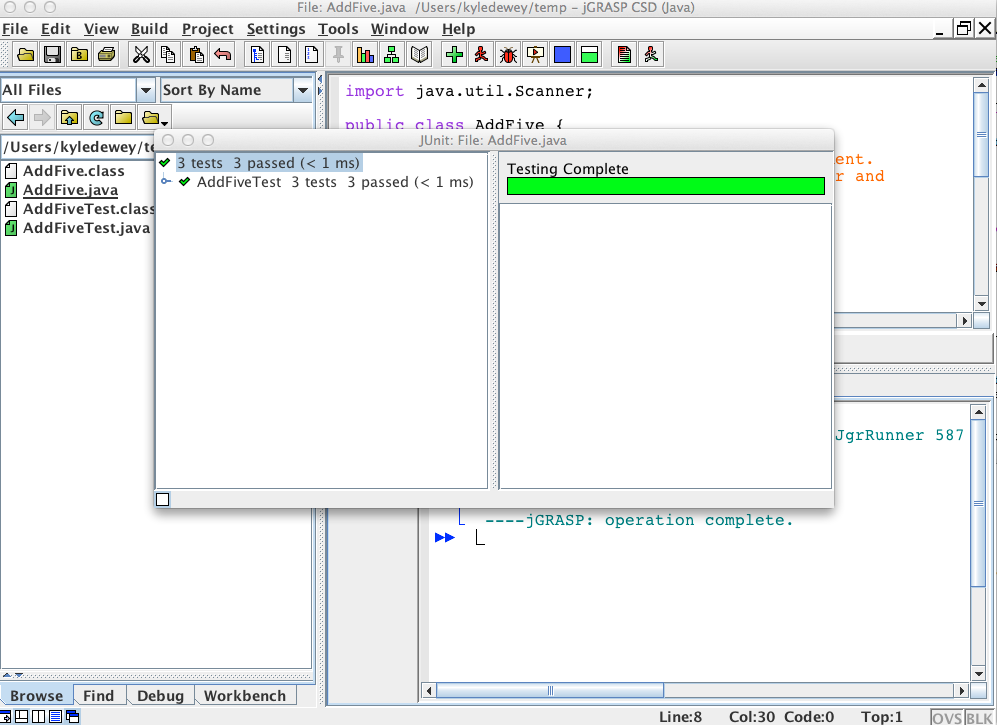 File: AddFive.java /Users/kyledewey/temp - jGRASP CSD (Java)
File Edit View Build Project Settings Tools Window Help
All Files
Sort By Name
/Users/kyledewey/te
AddFive.class
AddFive.java
AddFiveTest.class
AddFiveTest.java
import java.util.Scanner;
public class AddFive {
ent.
r and
JUnit: File: AddFive.java
3 tests 3 passed (< 1 ms)
AddFiveTest 3 tests 3 passed (< 1 ms)
Testing Complete
JgrRunner 587
----jGRASP: operation complete.
Browse Find Debug Workbench
Line:8 Col:30 Code:0 Top:1 OVS BLK